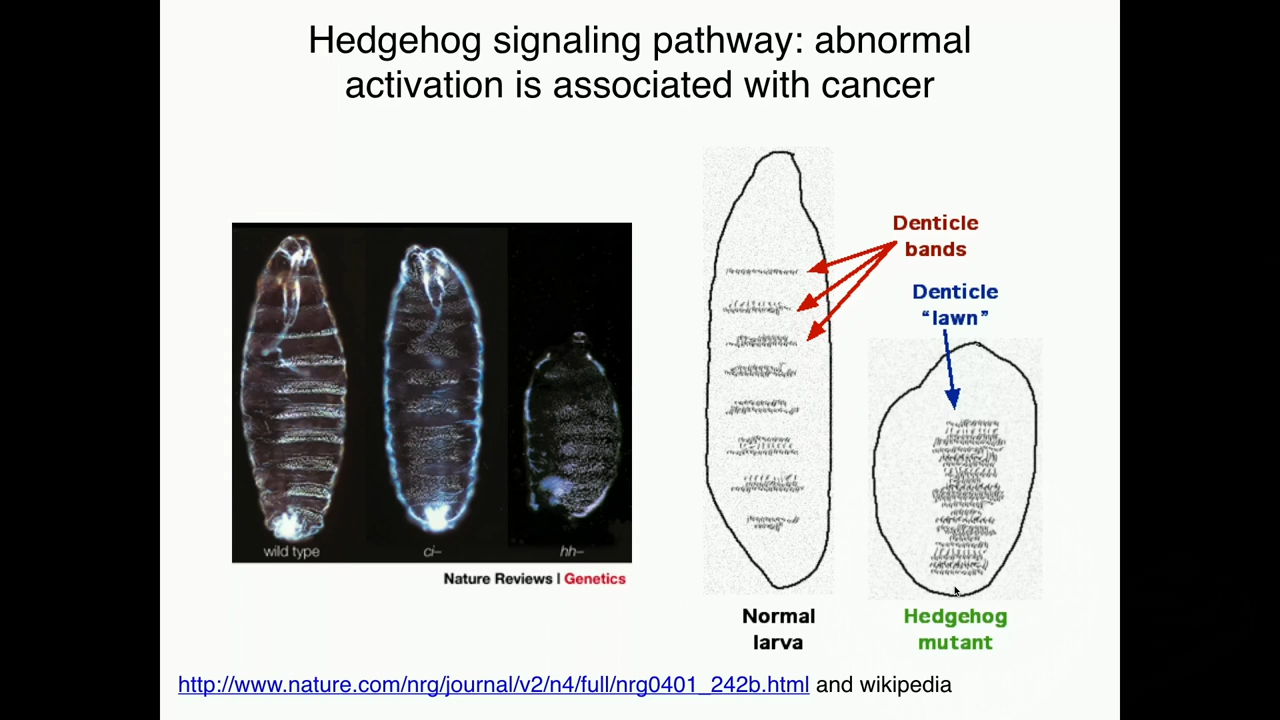 Hedgehog signaling pathway: abnormal
activation is associated with cancer
Denticle
bands
Denticle
“lawn”
wild type
ci–
hh–
Nature Reviews | Genetics
Normal
larva
Hedgehog
mutant
http://www.nature.com/nrg/journal/v2/n4/full/nrg0401_242b.html and wikipedia